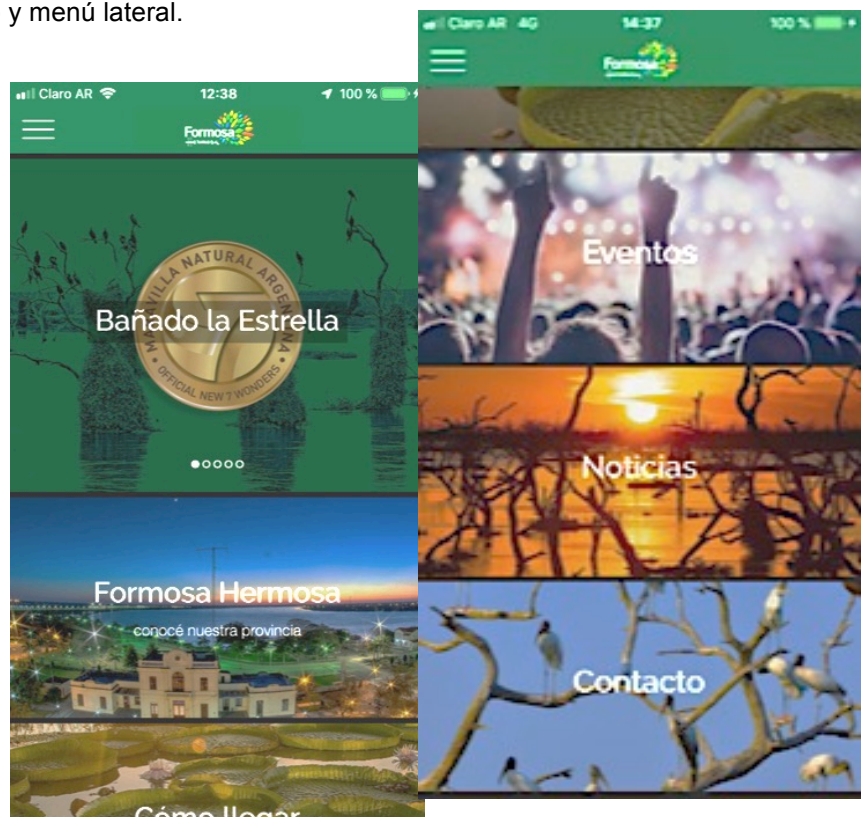 y menú lateral.
Claro AR
12:38
100 %
Formosa
MARAVILLA NATURAL ARGENTINA
Bañado la Estrella
OFFICIAL NEW 7 WONDERS
Formosa Hermosa
conocé nuestra provincia
Cómo llegar
Claro AR 4G
14:37
100 %
Formosa
Eventos
Noticias
Contacto